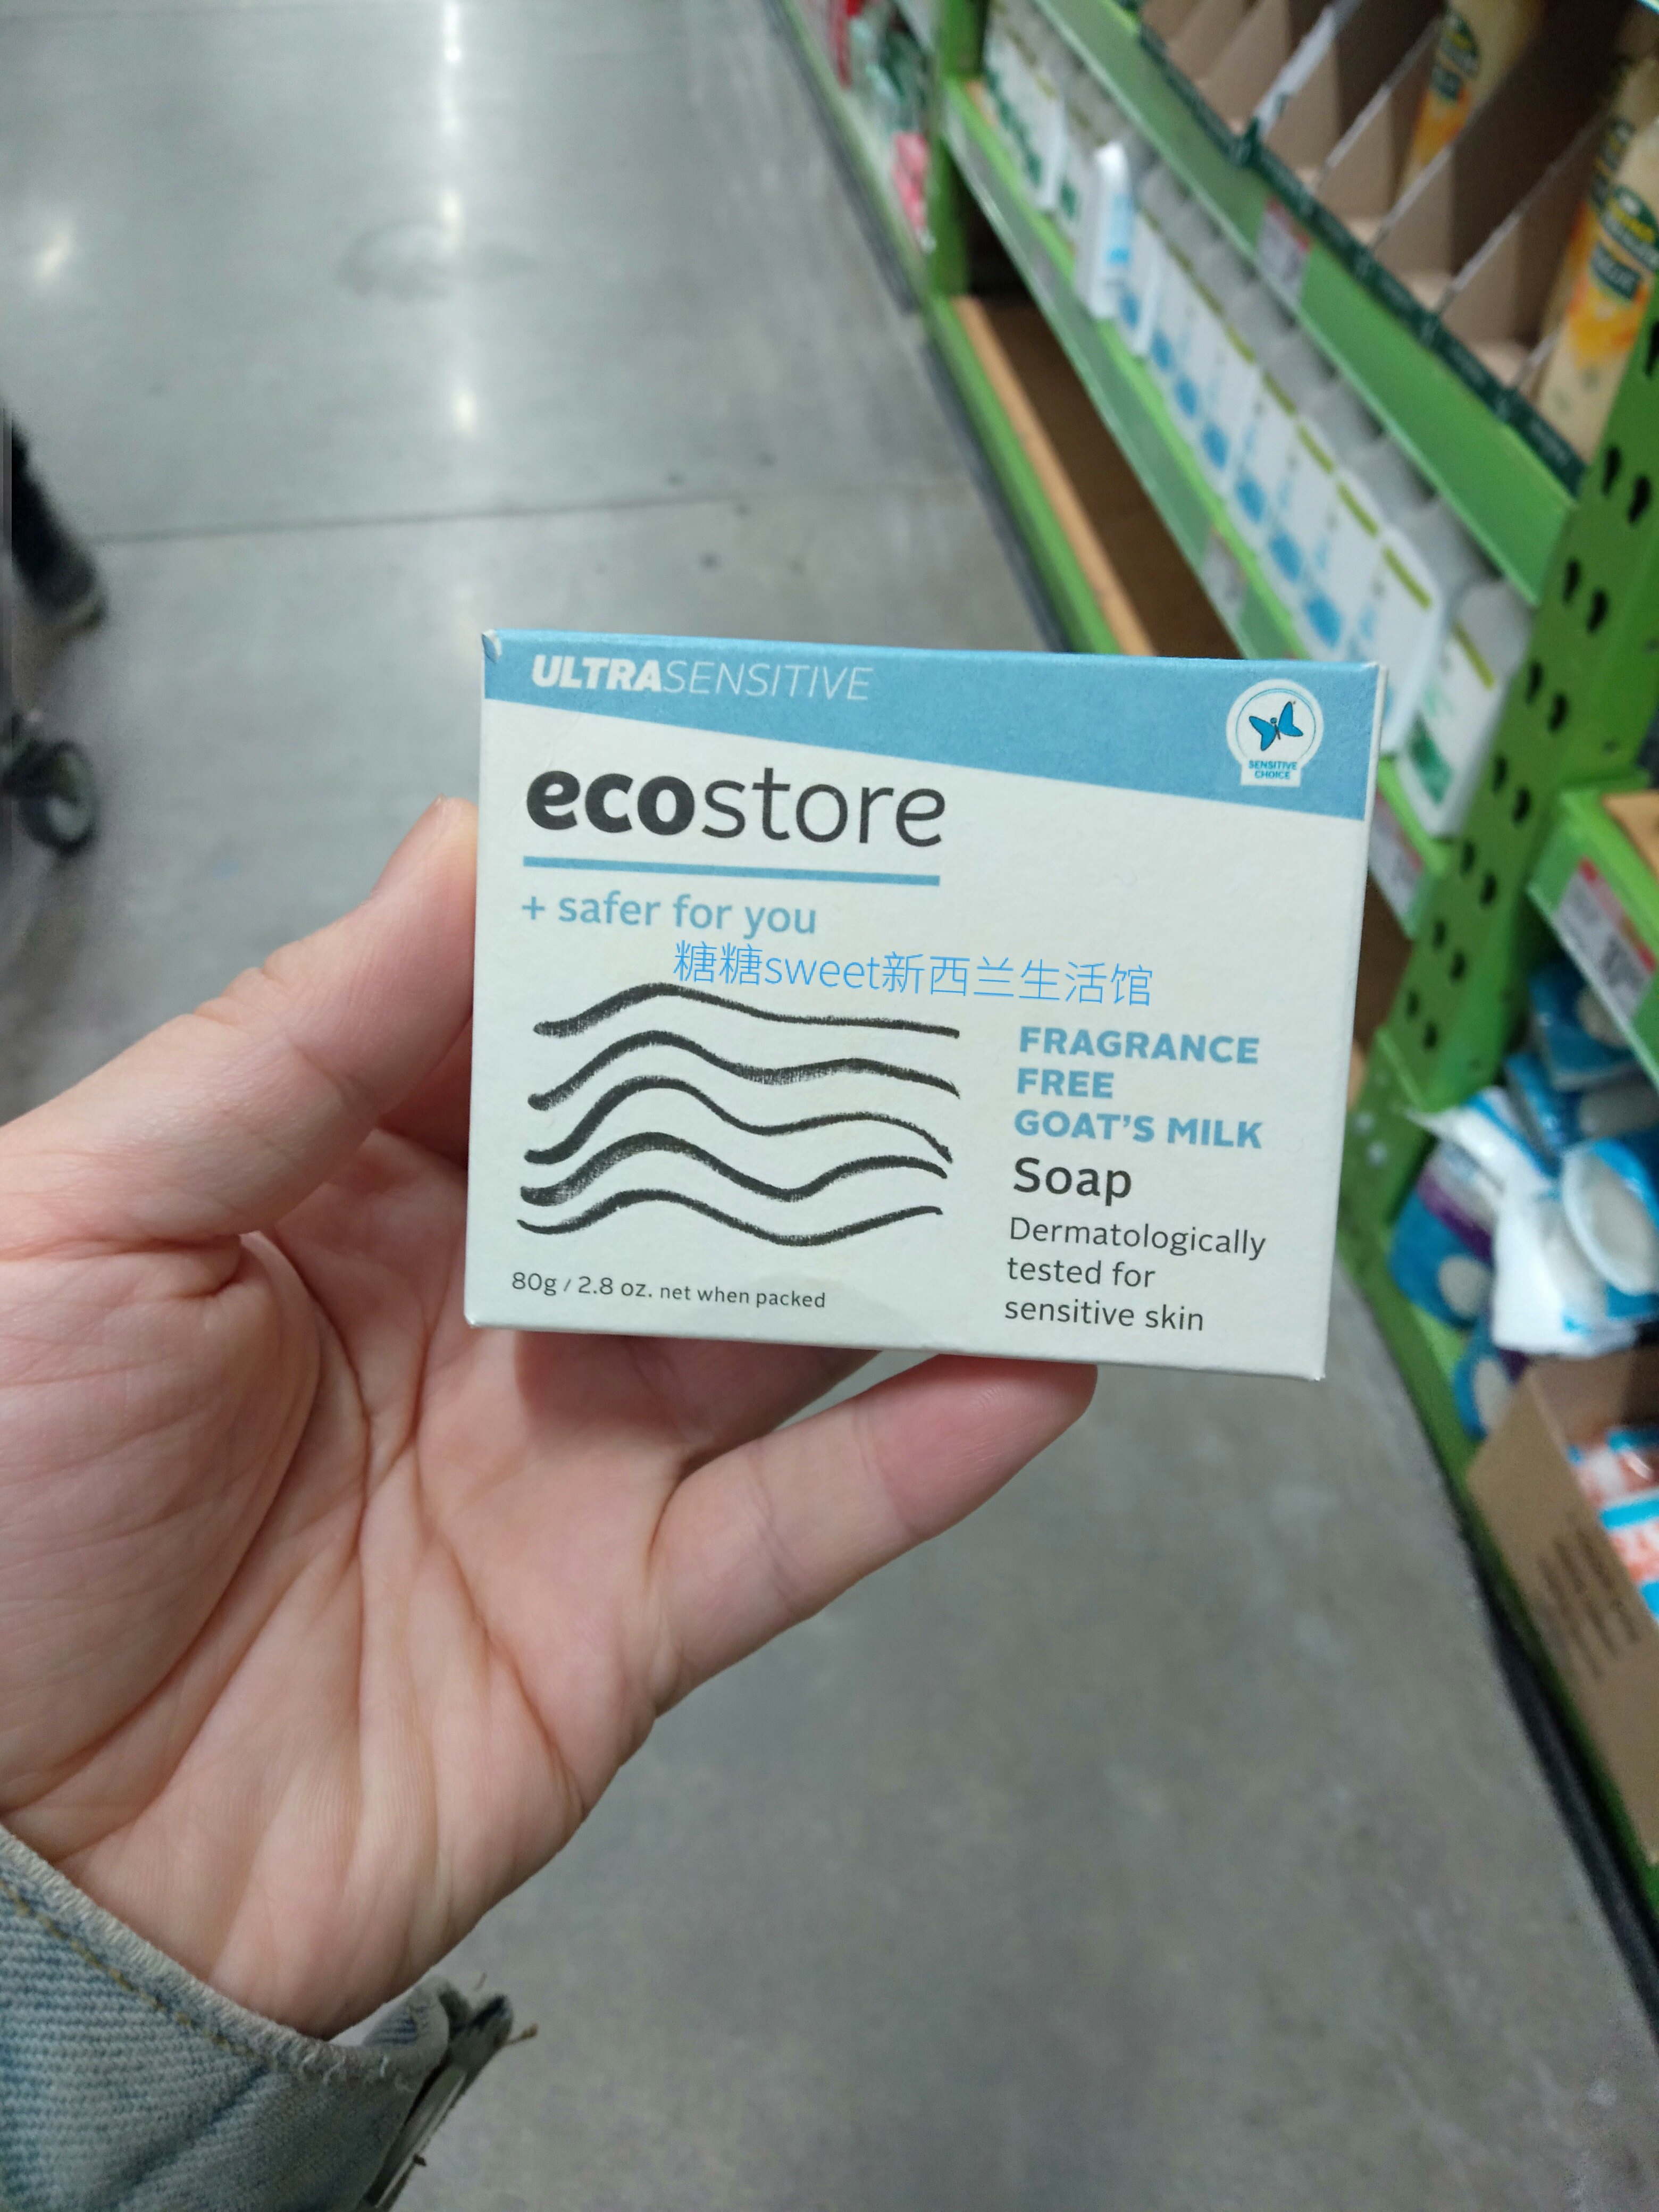 ULTRASENSITIVE
SENSITIVE
CHOICE
ecostore
+ safer for you
糖糖sweet新西兰生活馆
FRAGRANCE
FREE
GOAT'S MILK
Soap
Dermatologically
tested for
sensitive skin
80g / 2.8 oz. net when packed